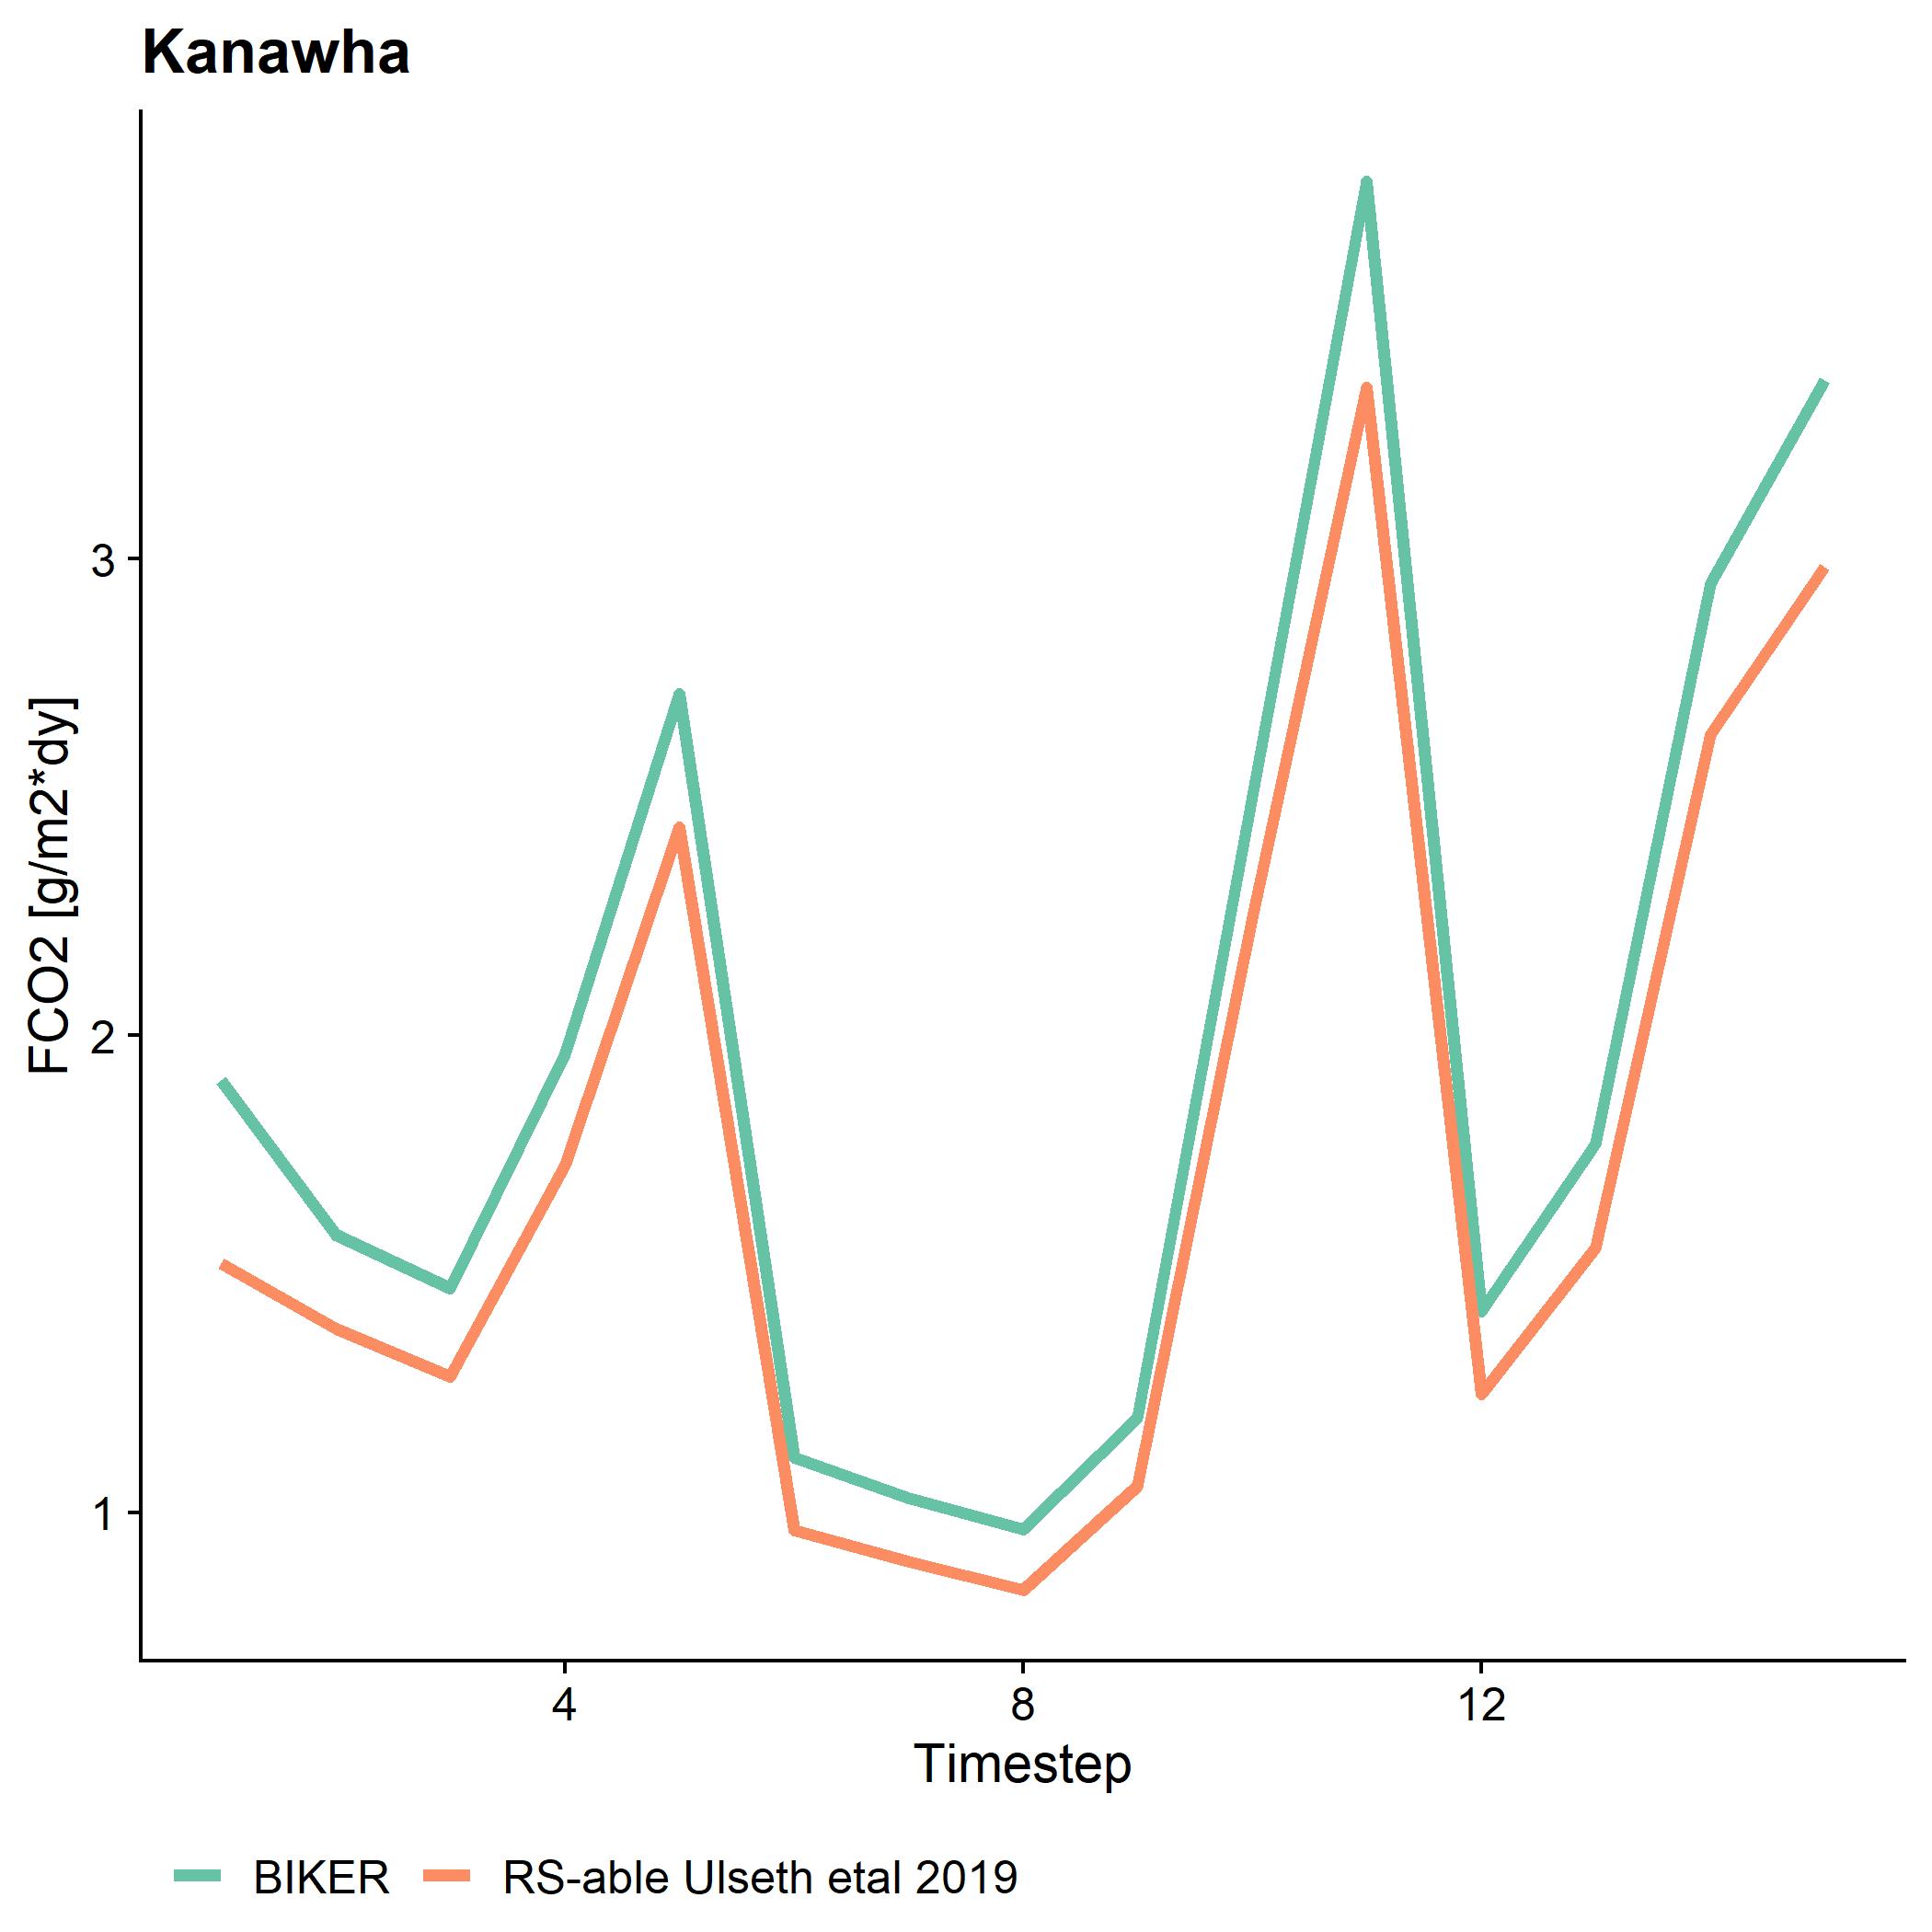 Kanawha
FCO2 [g/m2*dy]
3
2
1
4
8
12
Timestep
BIKER
RS-able Ulseth etal 2019